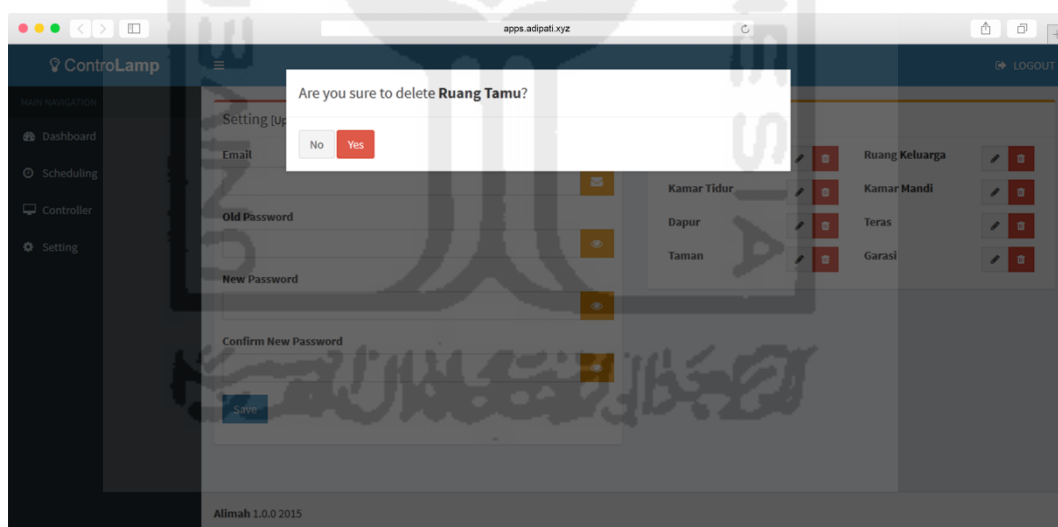 apps.adipati.xyz
ControLamp
LOGOUT
Are you sure to delete Ruang Tamu?
No Yes
MAIN NAVIGATION
Dashboard
Scheduling
Controller
Setting
Setting [Up
Email
Old Password
New Password
Confirm New Password
Save
Ruang Keluarga
Kamar Tidur Kamar Mandi
Dapur Teras
Taman Garasi
Alimah 1.0.0 2015